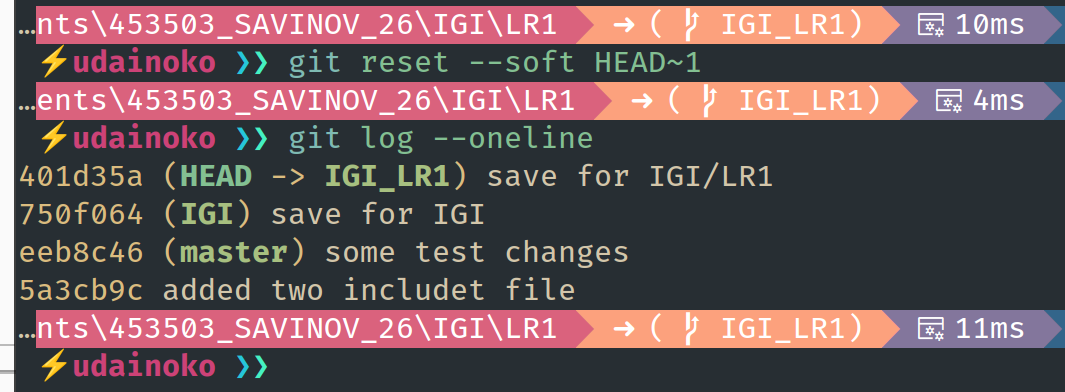 …nts\453503_SAVINOV_26\IGI\LR1 → ( IGI_LR1) 10ms
⚡udainoko ❯❯ git reset --soft HEAD~1
…ents\453503_SAVINOV_26\IGI\LR1 → ( IGI_LR1) 4ms
⚡udainoko ❯❯ git log --oneline
401d35a (HEAD -> IGI_LR1) save for IGI/LR1
750f064 (IGI) save for IGI
eeb8c46 (master) some test changes
5a3cb9c added two includet file
…nts\453503_SAVINOV_26\IGI\LR1 → ( IGI_LR1) 11ms
⚡udainoko ❯❯